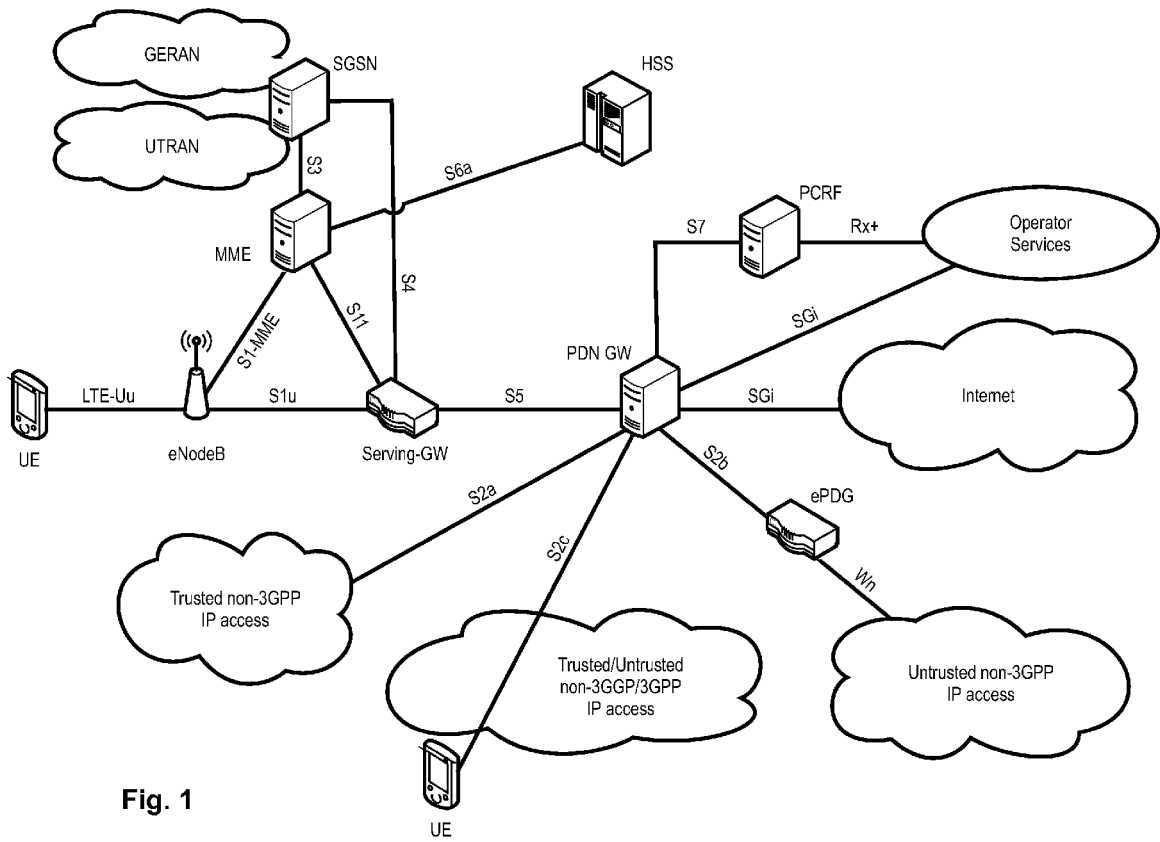 GERAN
SGSN
HSS
UTRAN
S3
S6a
PCRF
MME
S7
Rx+
Operator
Services
S4
S11
S1-MME
SGi
PDN GW
LTE-Uu
S1u
S5
SGi
Internet
UE
eNodeB
Serving-GW
S2b
ePDG
S2a
S2c
Wn
Trusted non-3GPP
IP access
Trusted/Untrusted
non-3GGP/3GPP
IP access
Untrusted non-3GPP
IP access
Fig. 1
UE